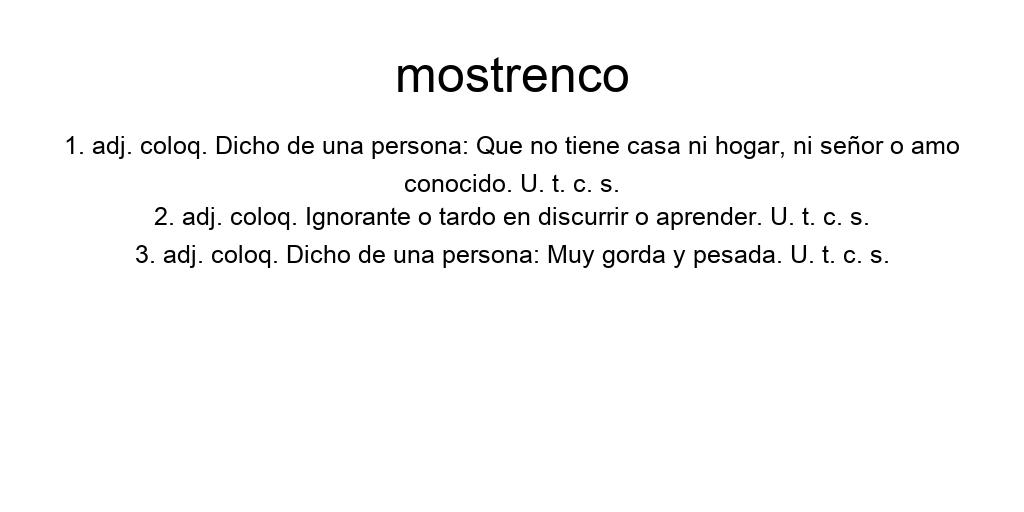 mostrenco
1. adj. coloq. Dicho de una persona: Que no tiene casa ni hogar, ni señor o amo
conocido. U. t. c. s.
2. adj. coloq. Ignorante o tardo en discurrir o aprender. U. t. c. s.
3. adj. coloq. Dicho de una persona: Muy gorda y pesada. U. t. c. s.